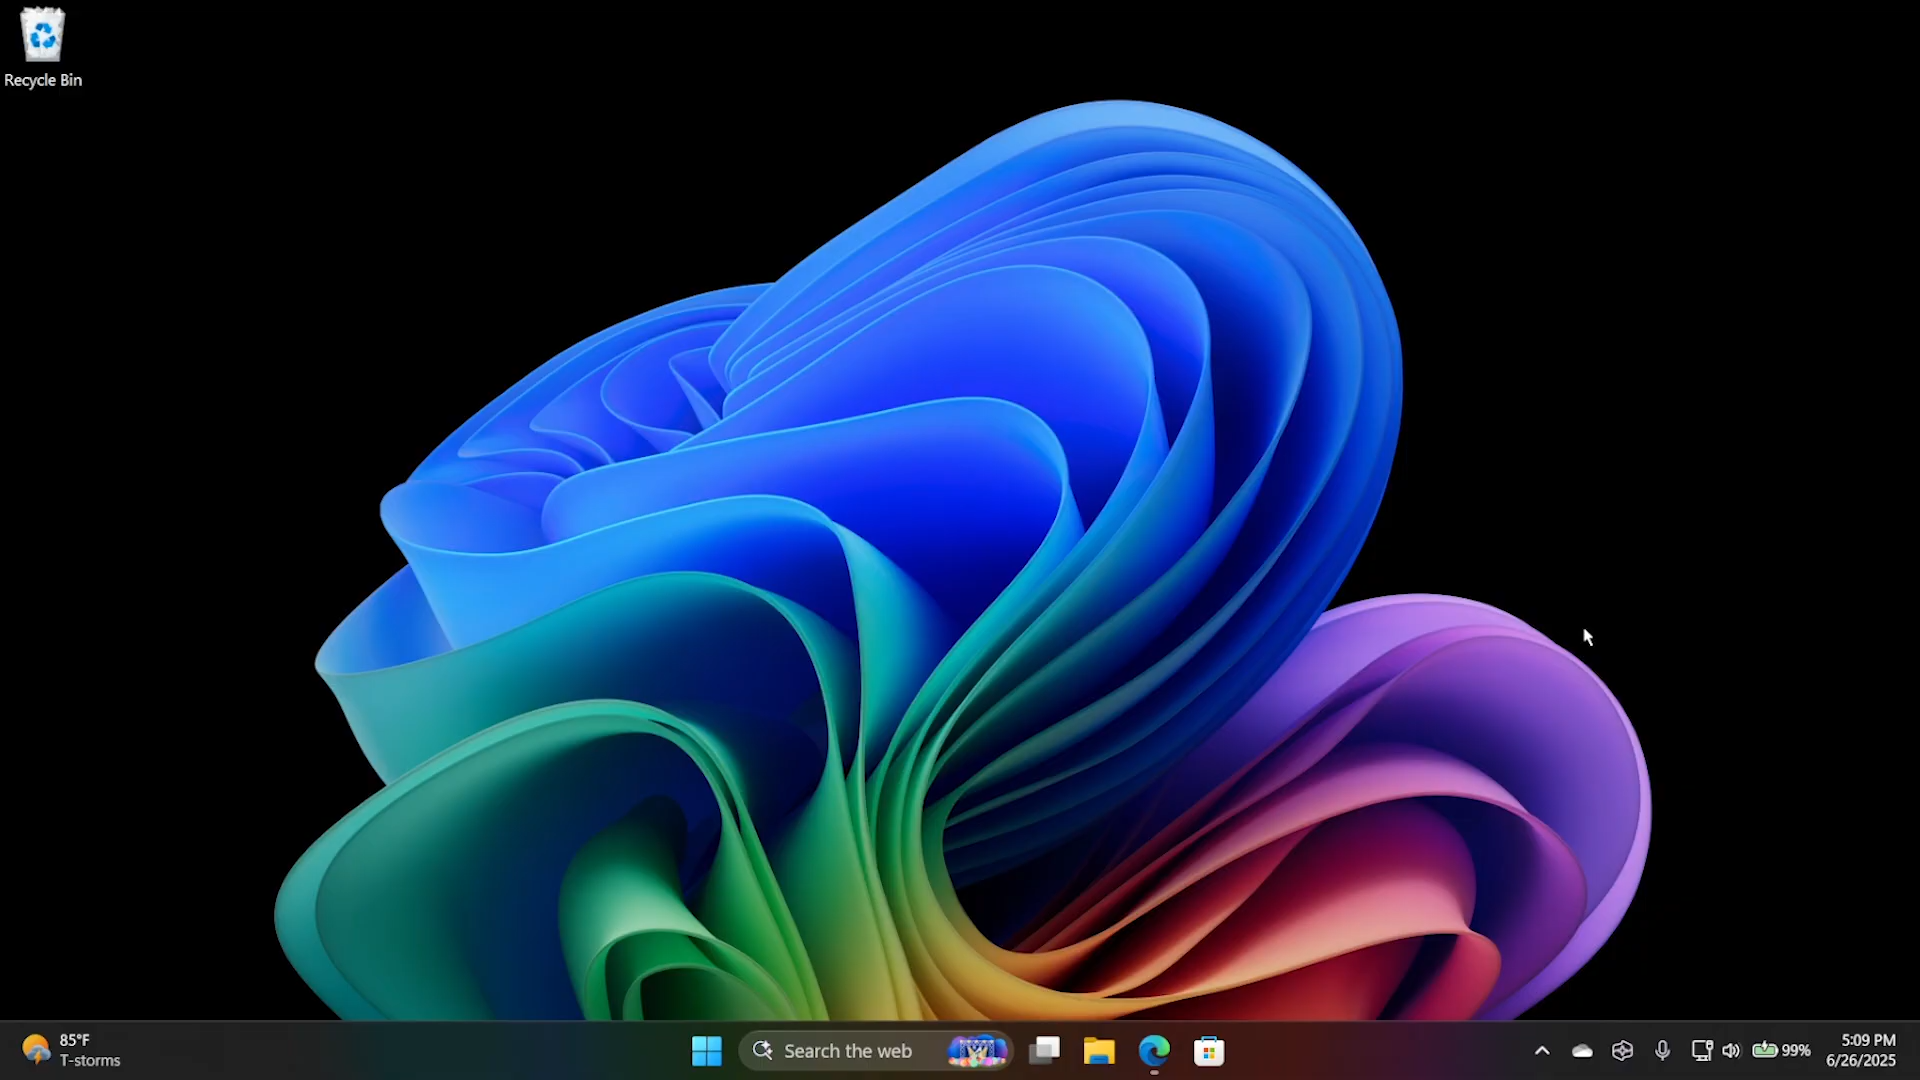 Recycle Bin
85°F
T-storms
Search the web
99%
5:09 PM
6/26/2025